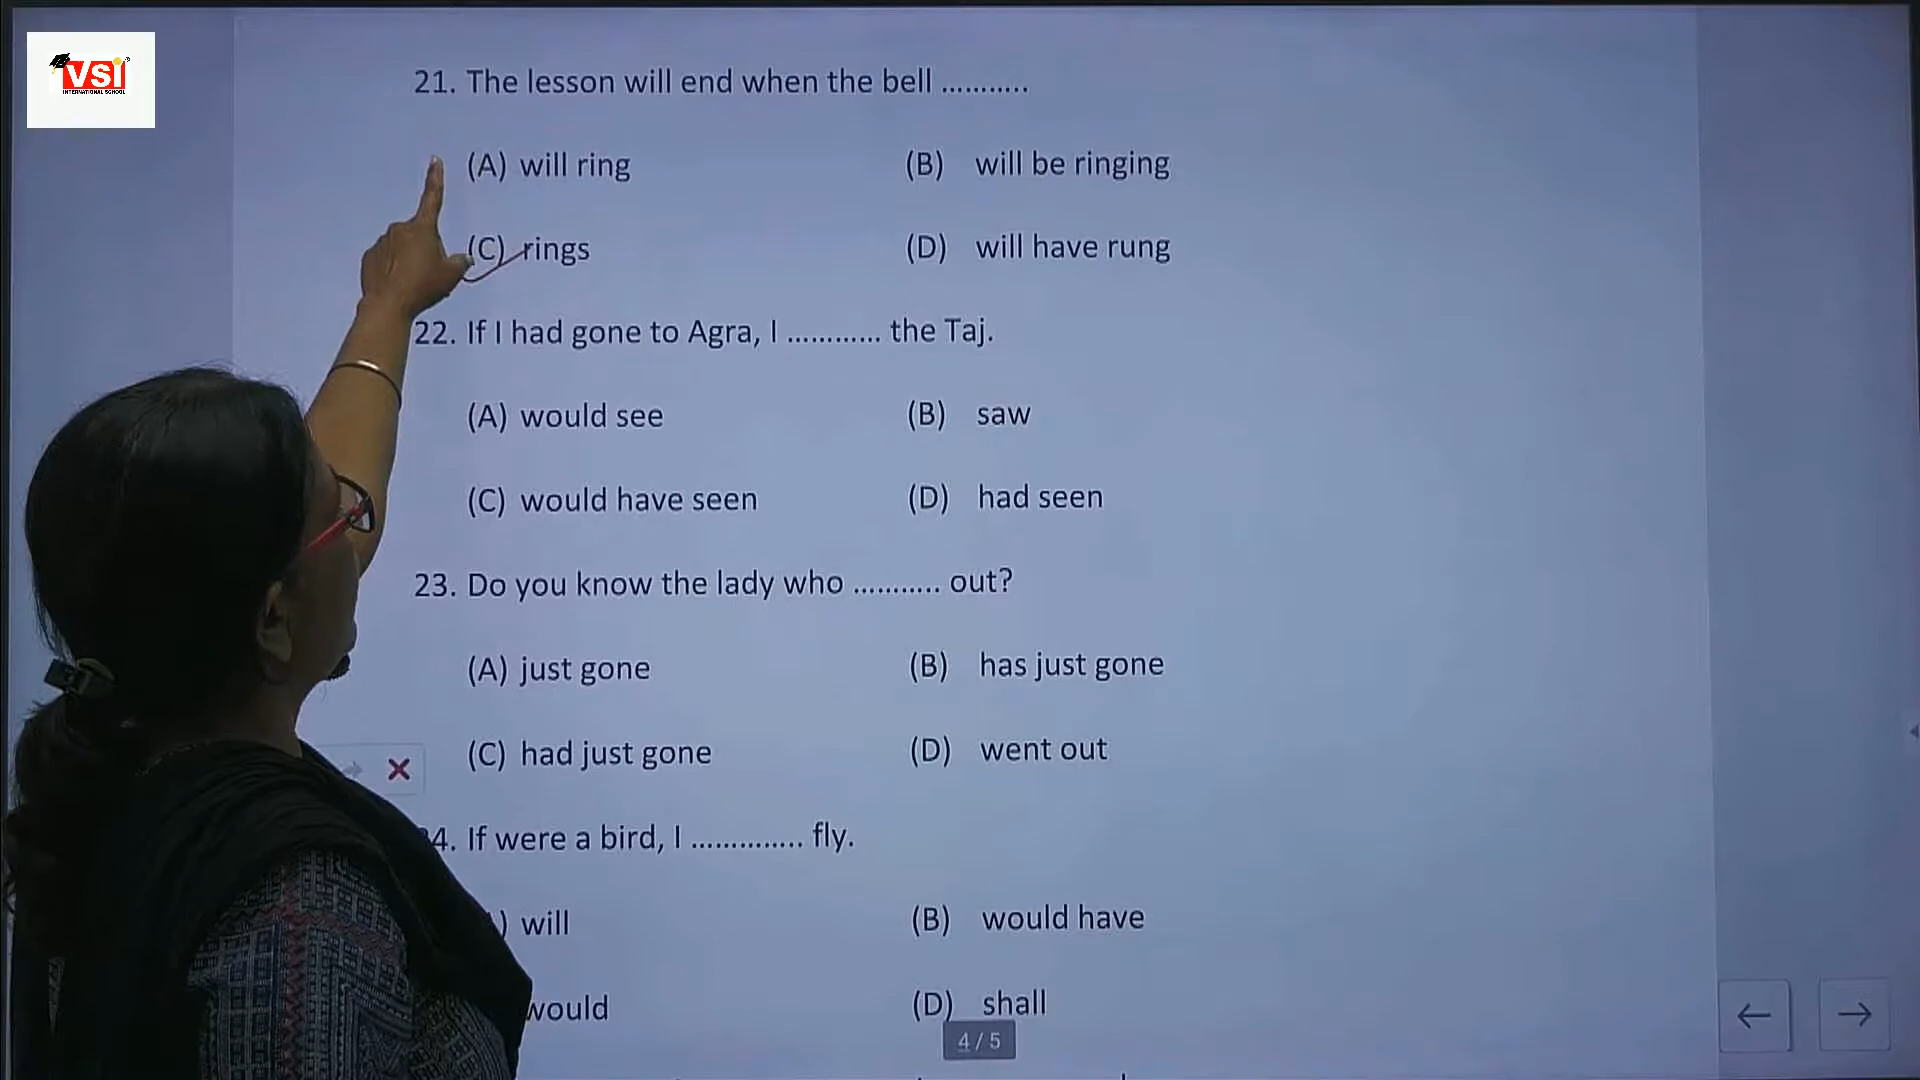 VSI
INTERNATIONAL SCHOOL
21. The lesson will end when the bell ...........
(A) will ring (B) will be ringing
(C) rings (D) will have rung
22. If I had gone to Agra, I ............ the Taj.
(A) would see (B) saw
(C) would have seen (D) had seen
23. Do you know the lady who ........... out?
(A) just gone (B) has just gone
(C) had just gone (D) went out
4. If were a bird, I .............. fly.
) will (B) would have
would (D) shall
4 / 5